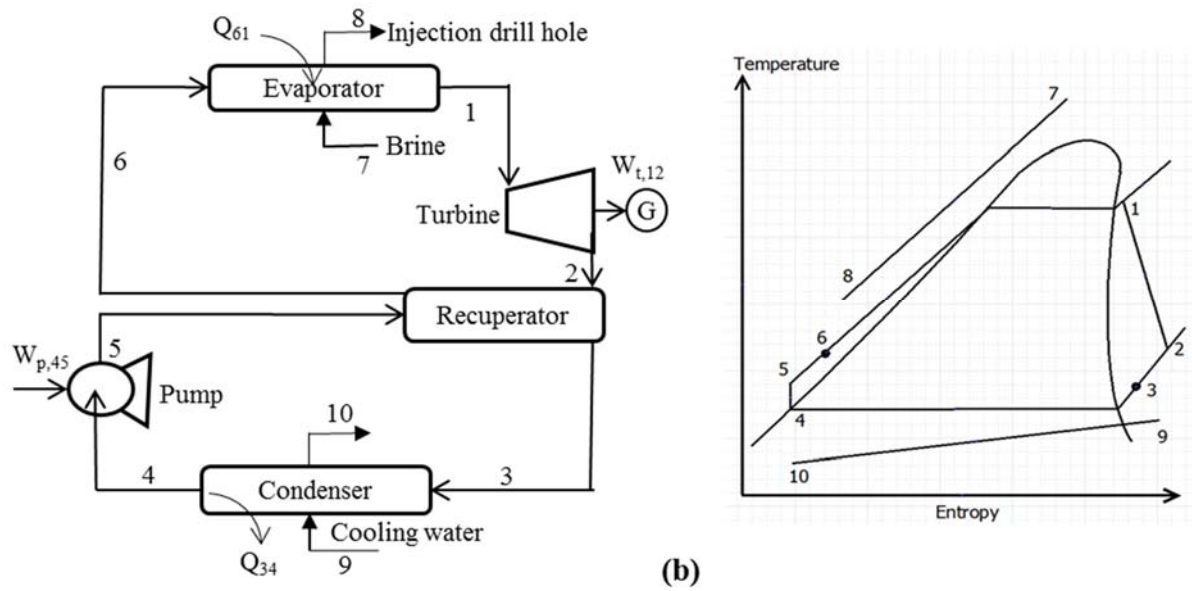 Q61
8
Injection drill hole
Evaporator
1
7
Brine
6
Wt,12
Turbine
G
2
Recuperator
5
Wp,45
Pump
10
4
Condenser
3
Q34
Cooling water
9
(b)
Temperature
7
1
8
6
5
2
3
4
9
10
Entropy